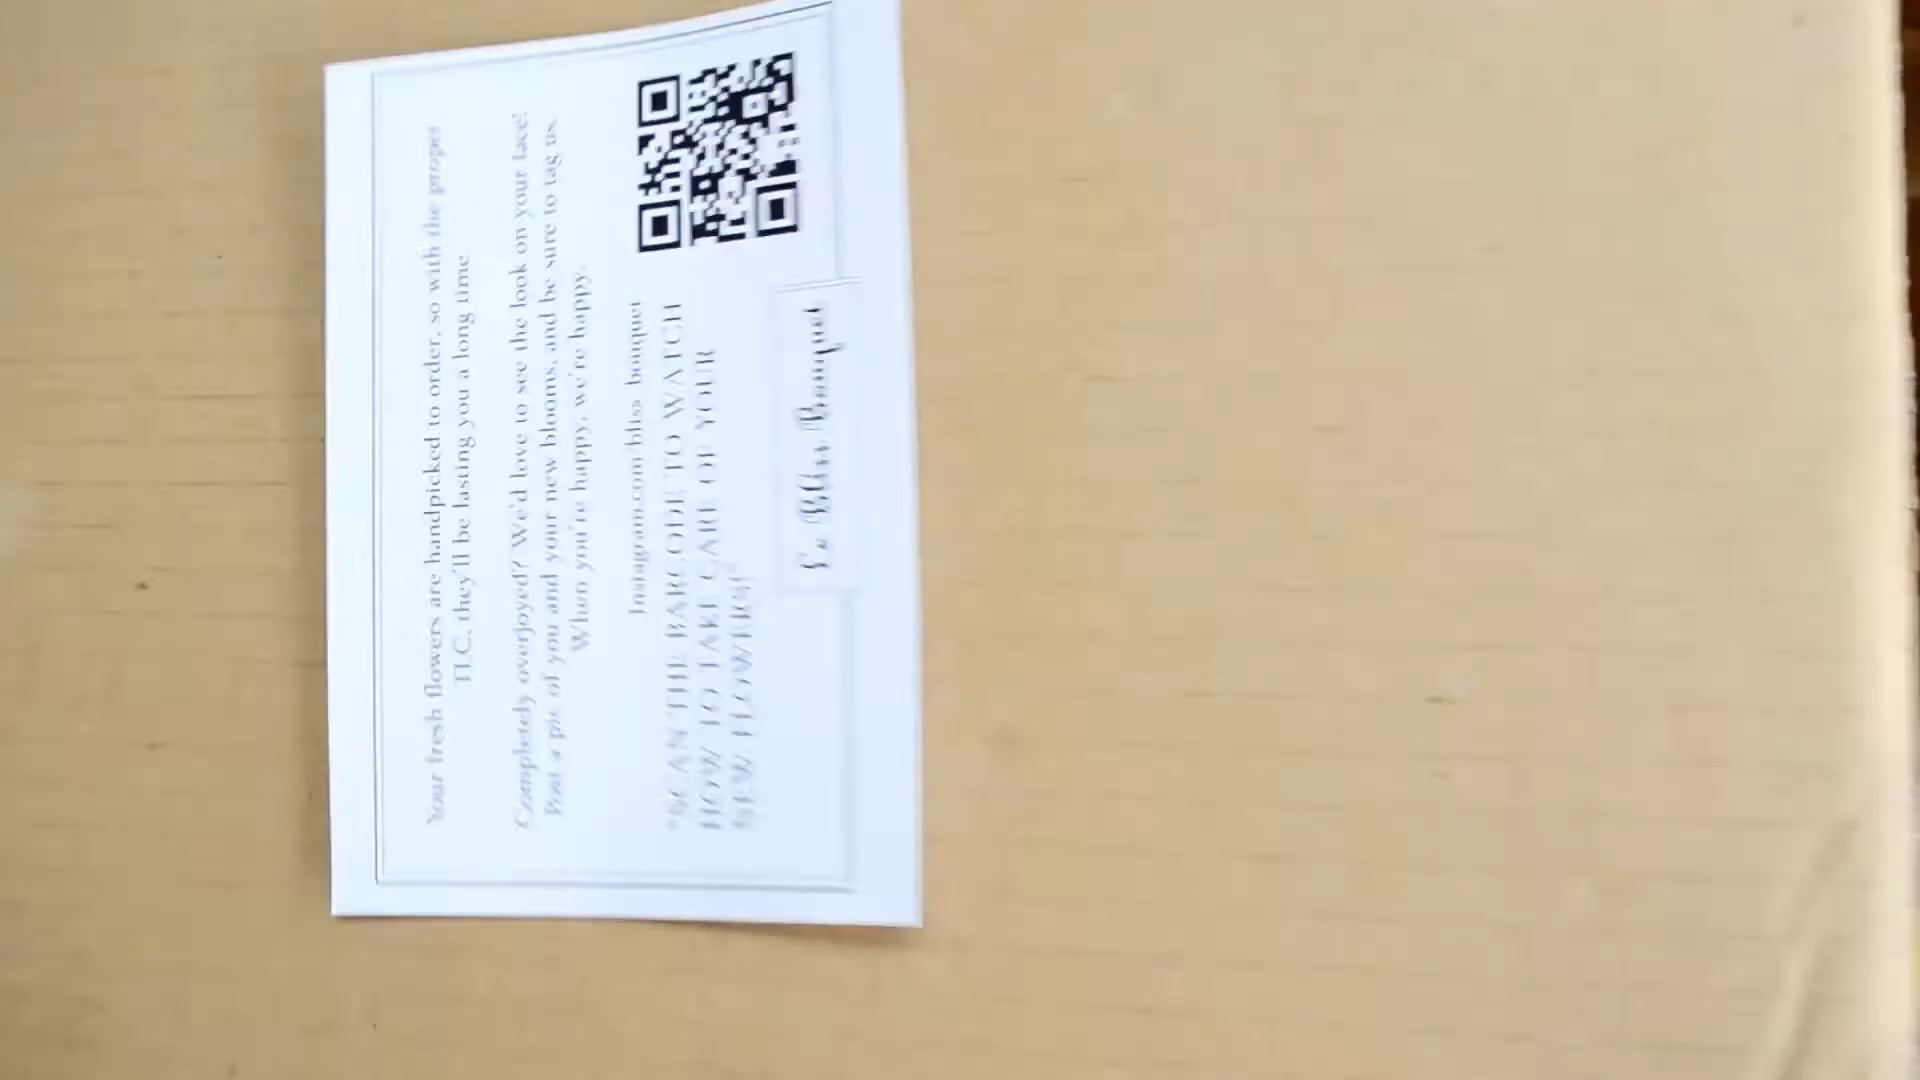 Your fresh flowers are handpicked to order, so with the proper
TLC, they'll be lasting you a long time
Completely overjoyed? We'd love to see the look on your face!
Post a pic of you and your new blooms, and be sure to tag us.
When you're happy, we're happy.
Instagram.com/bliss_bouquet
*SCAN THE BARCODE TO WATCH
HOW TO TAKE CARE OF YOUR
NEW FLOWERS!*
Bliss Bouquet